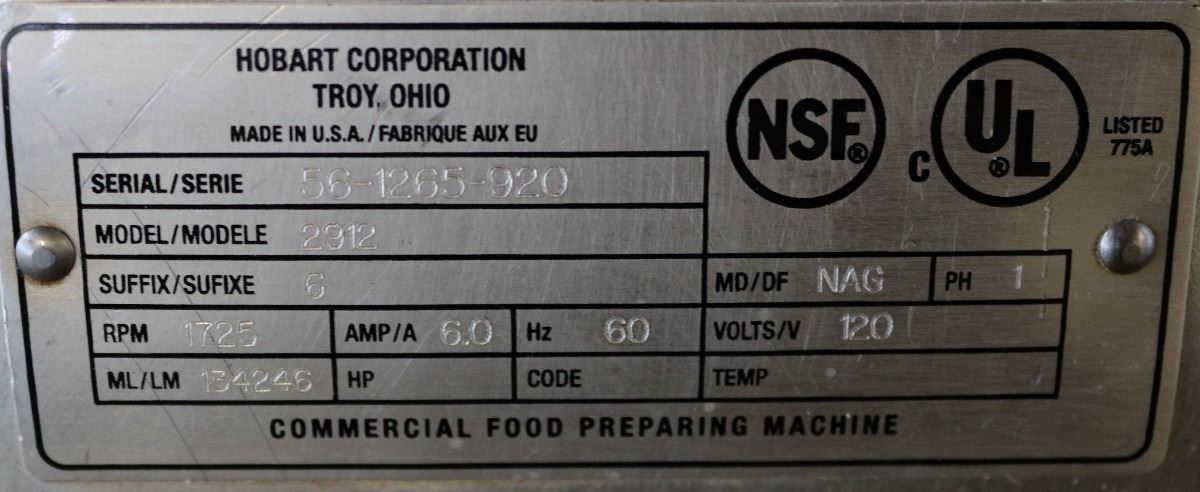 HOBART CORPORATION
TROY, OHIO
MADE IN U.S.A. / FABRIQUE AUX EU
NSF®
C UL® LISTED
775A
SERIAL/SERIE 56-1265-920
MODEL/MODELE 2912
SUFFIX/SUFIXE 6 MD/DF NAG PH 1
RPM 1725 AMP/A 6.0 Hz 60 VOLTS/V 120
ML/LM 134246 HP CODE TEMP
COMMERCIAL FOOD PREPARING MACHINE